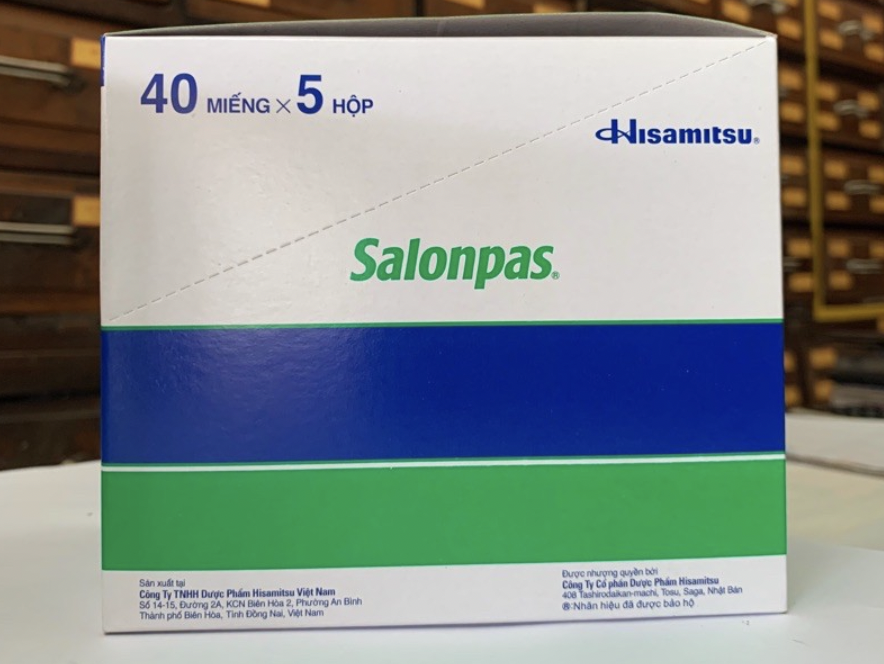 40 MIẾNG × 5 HỘP
Hisamitsu®
Salonpas®
Sản xuất tại
Công Ty TNHH Dược Phẩm Hisamitsu Việt Nam
Số 14-15, Đường 2A, KCN Biên Hòa 2, Phường An Bình
Thành phố Biên Hòa, Tỉnh Đồng Nai, Việt Nam
Được nhượng quyền bởi
Công Ty Cổ phần Dược Phẩm Hisamitsu
408 Tashirodaikan-machi, Tosu, Saga, Nhật Bản
®:Nhãn hiệu đã được bảo hộ